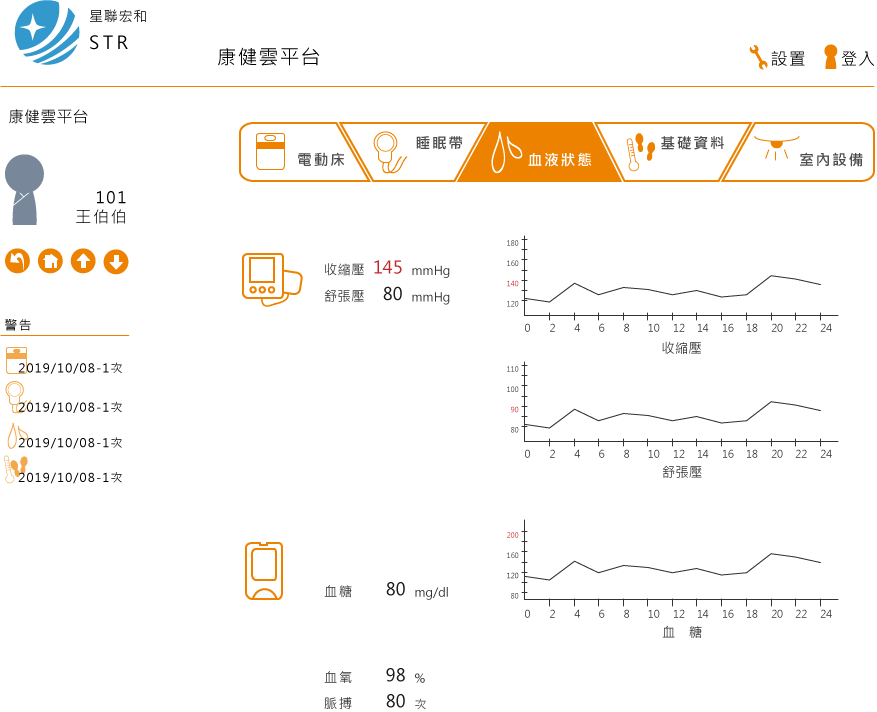 星聯宏和
STR
康健雲平台
設置
登入
康健雲平台
101
王伯伯
警告
2019/10/08-1次
2019/10/08-1次
2019/10/08-1次
2019/10/08-1次
電動床
睡眠帶
血液狀態
基礎資料
室內設備
收縮壓 145 mmHg
舒張壓 80 mmHg
180
160
140
120
0 2 4 6 8 10 12 14 16 18 20 22 24
收縮壓
110
100
90
80
0 2 4 6 8 10 12 14 16 18 20 22 24
舒張壓
血糖 80 mg/dl
200
160
120
80
0 2 4 6 8 10 12 14 16 18 20 22 24
血 糖
血氧 98 %
脈搏 80 次